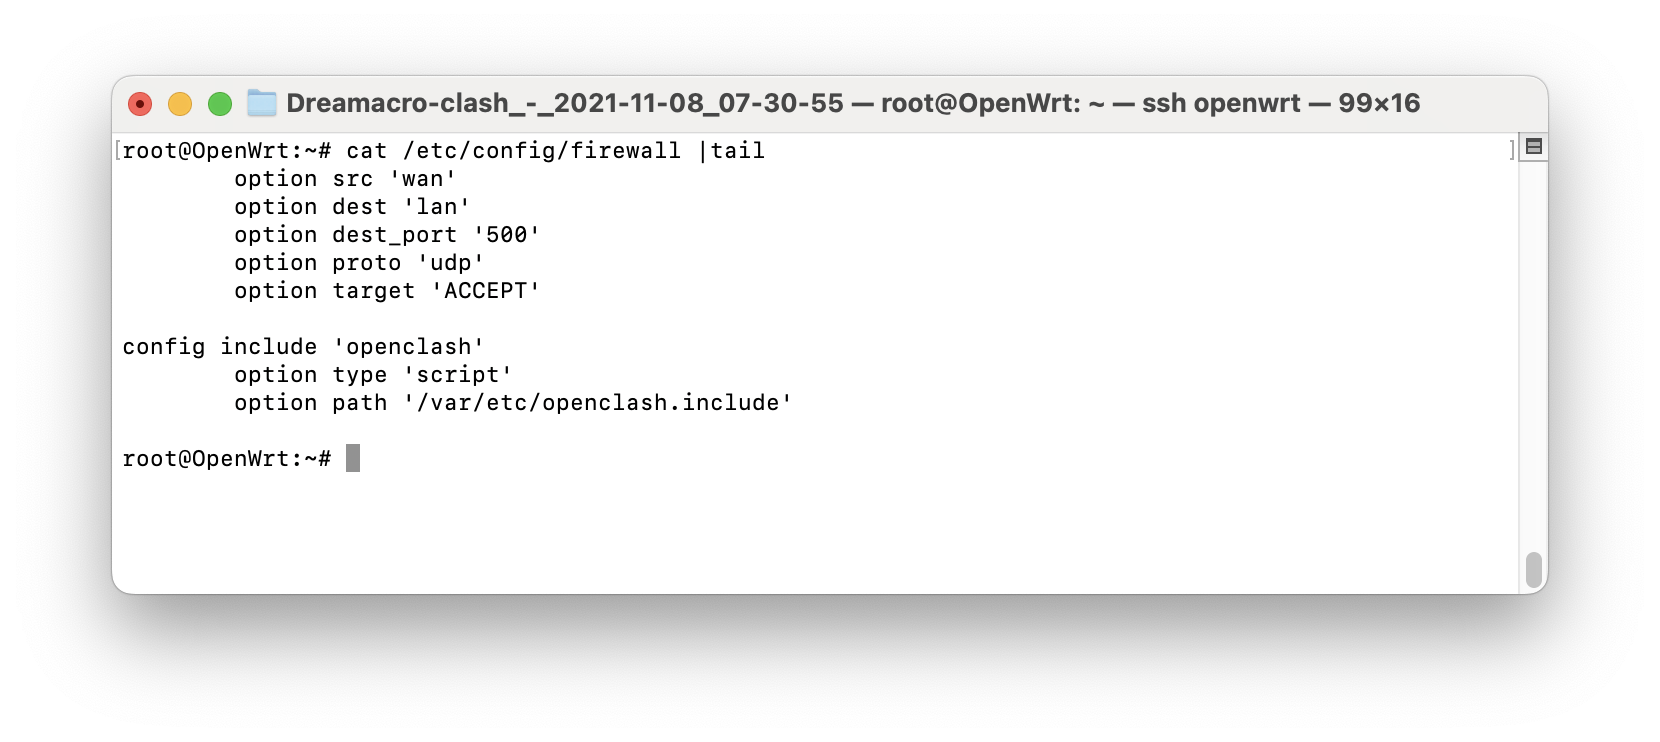 Dreamacro-clash_-_2021-11-08_07-30-55 — root@OpenWrt: ~ — ssh openwrt — 99×16
[root@OpenWrt:~# cat /etc/config/firewall |tail ]
        option src 'wan'
        option dest 'lan'
        option dest_port '500'
        option proto 'udp'
        option target 'ACCEPT'

config include 'openclash'
        option type 'script'
        option path '/var/etc/openclash.include'

root@OpenWrt:~#